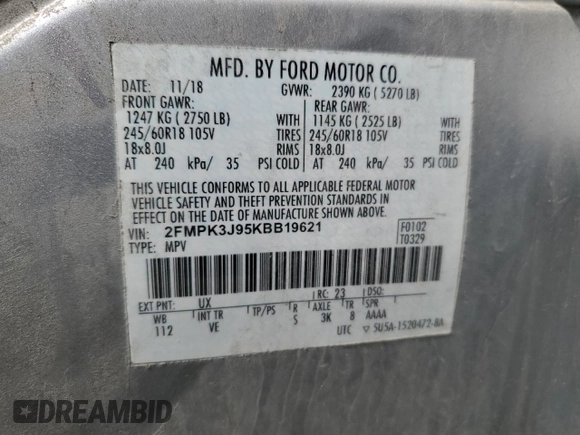 MFD. BY FORD MOTOR CO.
DATE: 11/18 GVWR: 2390 KG (5270 LB)
FRONT GAWR: REAR GAWR:
1247 KG (2750 LB) WITH 1145 KG (2525 LB) WITH
245/60R18 105V TIRES 245/60R18 105V TIRES
18x8.0J RIMS 18x8.0J RIMS
AT 240 kPa/ 35 PSI COLD AT 240 kPa/ 35 PSI COLD
THIS VEHICLE CONFORMS TO ALL APPLICABLE FEDERAL MOTOR
VEHICLE SAFETY AND THEFT PREVENTION STANDARDS IN
EFFECT ON THE DATE OF MANUFACTURE SHOWN ABOVE.
VIN: 2FMPK3J95KBB19621 F0102
TYPE: MPV T0329
EXT PNT: UX RC: 23 DSO:
WB INT TR TP/PS R AXLE TR SPR
112 VE S 3K 8 AAAA
UTC ▽ 5U5A-1520472-BA
DREAMBID